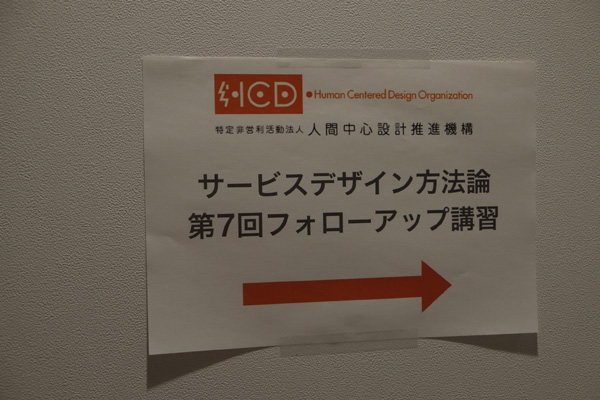 HCD
Human Centered Design Organization
特定非営利活動法人 人間中心設計推進機構
サービスデザイン方法論
第7回フォローアップ講習